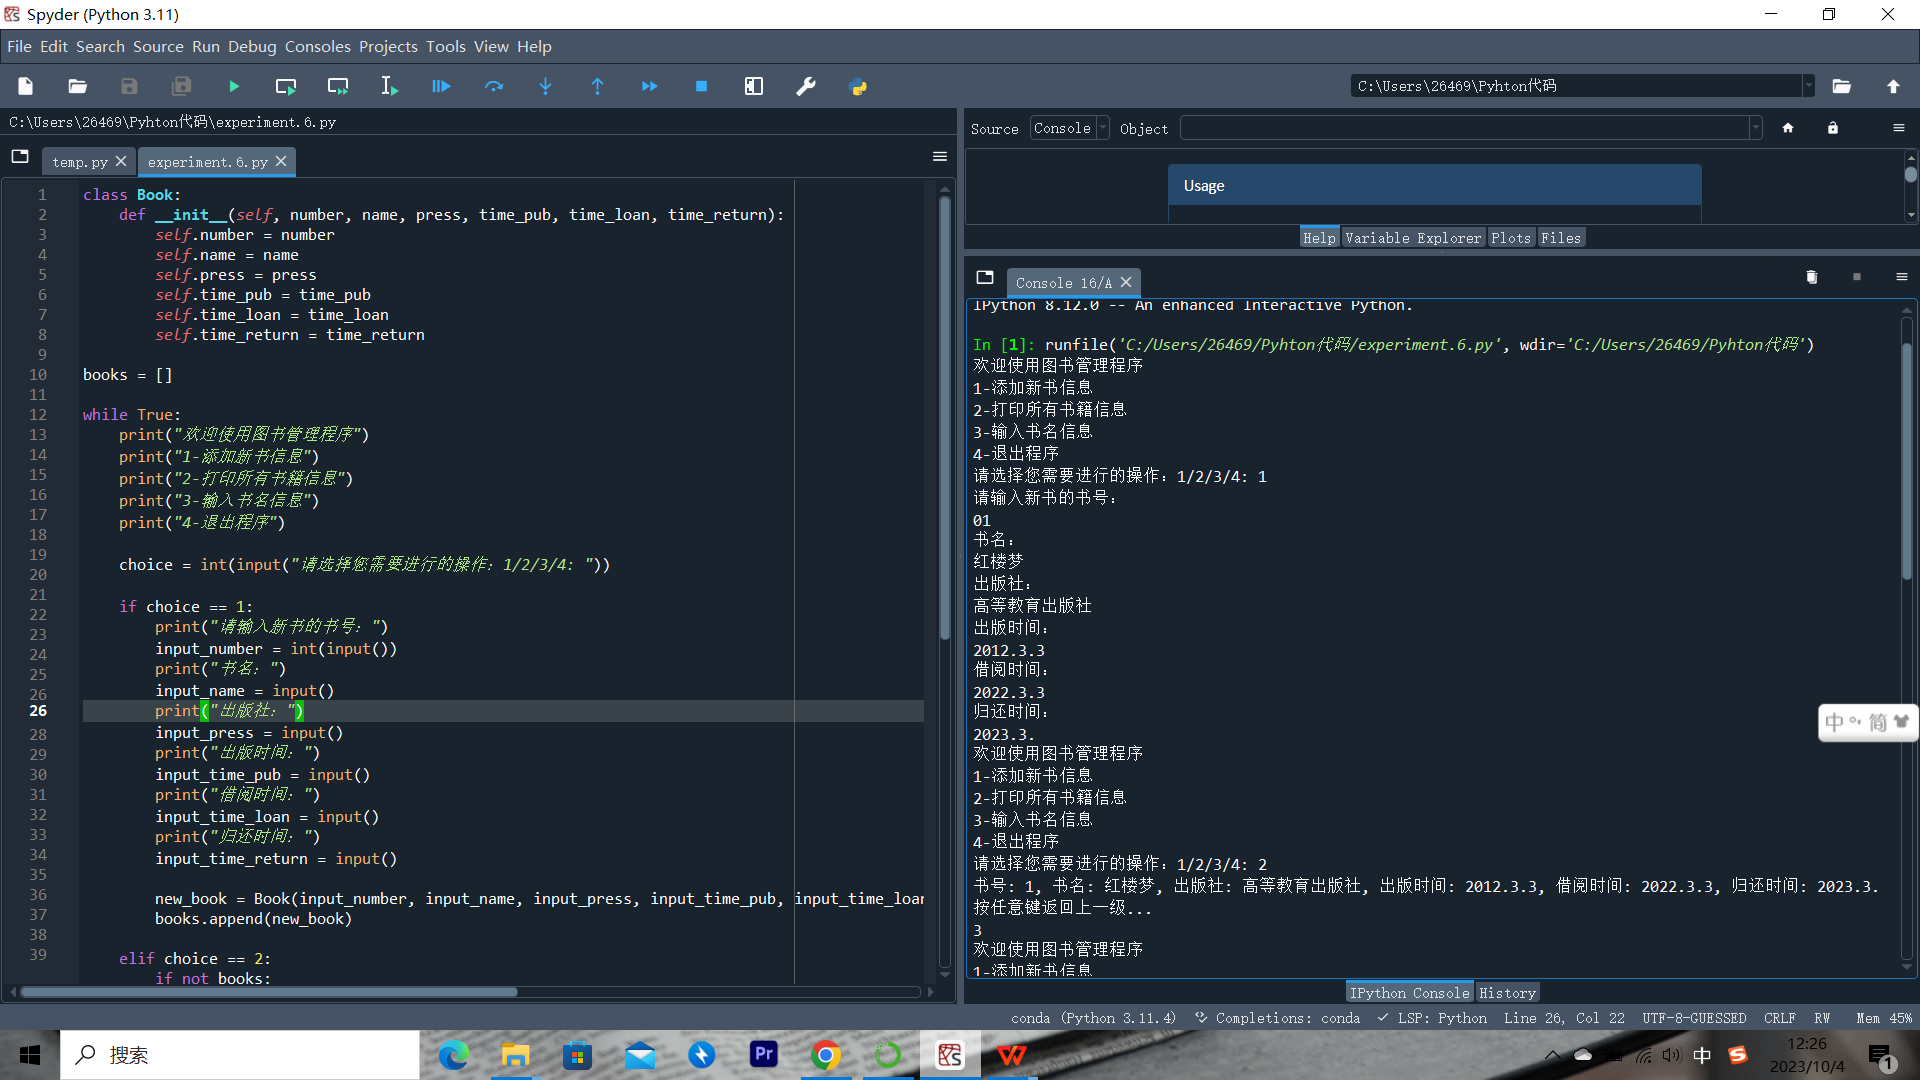 Spyder (Python 3.11)
File Edit Search Source Run Debug Consoles Projects Tools View Help
C:\Users\26469\Pyhton代码
C:\Users\26469\Pyhton代码\experiment.6.py
temp.py
experiment.6.py
1 class Book:
2 def __init__(self, number, name, press, time_pub, time_loan, time_return):
3 self.number = number
4 self.name = name
5 self.press = press
6 self.time_pub = time_pub
7 self.time_loan = time_loan
8 self.time_return = time_return
9
10 books = []
11
12 while True:
13 print("欢迎使用图书管理程序")
14 print("1-添加新书信息")
15 print("2-打印所有书籍信息")
16 print("3-输入书名信息")
17 print("4-退出程序")
18
19
20 choice = int(input("请选择您需要进行的操作：1/2/3/4: "))
21
22 if choice == 1:
23 print("请输入新书的书号：")
24 input_number = int(input())
25 print("书名：")
26 input_name = input()
26 print("出版社：")
28 input_press = input()
29 print("出版时间：")
30 input_time_pub = input()
31 print("借阅时间：")
32 input_time_loan = input()
33 print("归还时间：")
34 input_time_return = input()
35
36 new_book = Book(input_number, input_name, input_press, input_time_pub, input_time_loan
37 books.append(new_book)
38
39 elif choice == 2:
if not books:
Source Console Object
Usage
Help Variable Explorer Plots Files
Console 16/A
IPython 8.12.0 -- An enhanced Interactive Python.
In [1]: runfile('C:/Users/26469/Pyhton代码/experiment.6.py', wdir='C:/Users/26469/Pyhton代码')
欢迎使用图书管理程序
1-添加新书信息
2-打印所有书籍信息
3-输入书名信息
4-退出程序
请选择您需要进行的操作：1/2/3/4: 1
请输入新书的书号：
01
书名：
红楼梦
出版社：
高等教育出版社
出版时间：
2012.3.3
借阅时间：
2022.3.3
归还时间：
2023.3.
欢迎使用图书管理程序
1-添加新书信息
2-打印所有书籍信息
3-输入书名信息
4-退出程序
请选择您需要进行的操作：1/2/3/4: 2
书号: 1, 书名: 红楼梦, 出版社: 高等教育出版社, 出版时间: 2012.3.3, 借阅时间: 2022.3.3, 归还时间: 2023.3.
按任意键返回上一级...
3
欢迎使用图书管理程序
1-添加新书信息
IPython Console History
中 简
conda (Python 3.11.4) Completions: conda LSP: Python Line 26, Col 22 UTF-8-GUESSED CRLF RW Mem 45%
搜索
Pr
中
12:26
2023/10/4
1